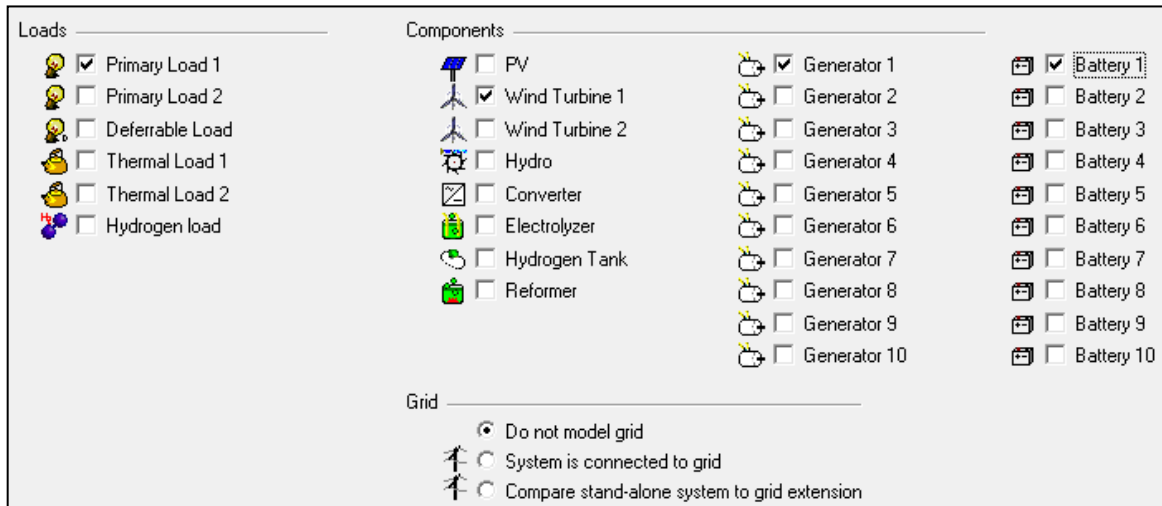 Loads
Primary Load 1
Primary Load 2
Deferrable Load
Thermal Load 1
Thermal Load 2
Hydrogen load
Components
PV
Wind Turbine 1
Wind Turbine 2
Hydro
Converter
Electrolyzer
Hydrogen Tank
Reformer
Generator 1
Generator 2
Generator 3
Generator 4
Generator 5
Generator 6
Generator 7
Generator 8
Generator 9
Generator 10
Battery 1
Battery 2
Battery 3
Battery 4
Battery 5
Battery 6
Battery 7
Battery 8
Battery 9
Battery 10
Grid
Do not model grid
System is connected to grid
Compare stand-alone system to grid extension